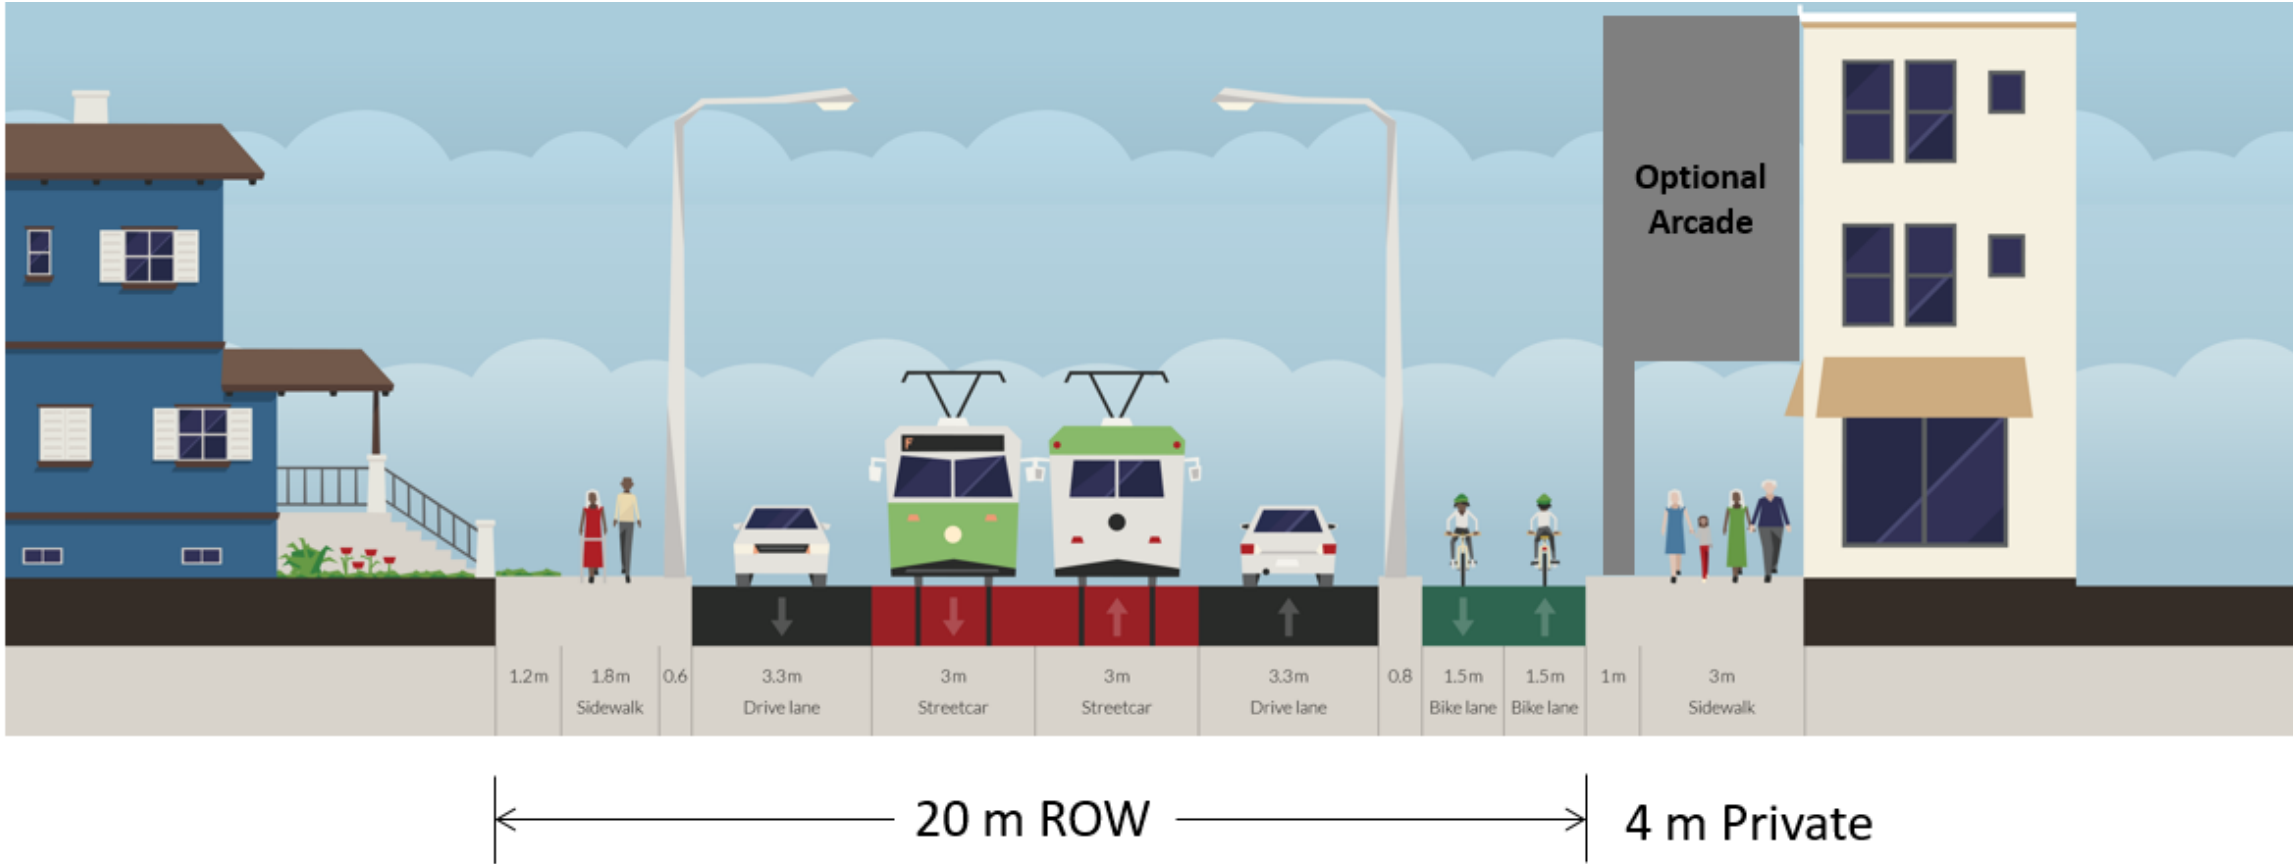 Optional
Arcade
F
1.2m
1.8m
Sidewalk
0.6
3.3m
Drive lane
3m
Streetcar
3m
Streetcar
3.3m
Drive lane
0.8
1.5m
Bike lane
1.5m
Bike lane
1m
3m
Sidewalk
20 m ROW
4 m Private